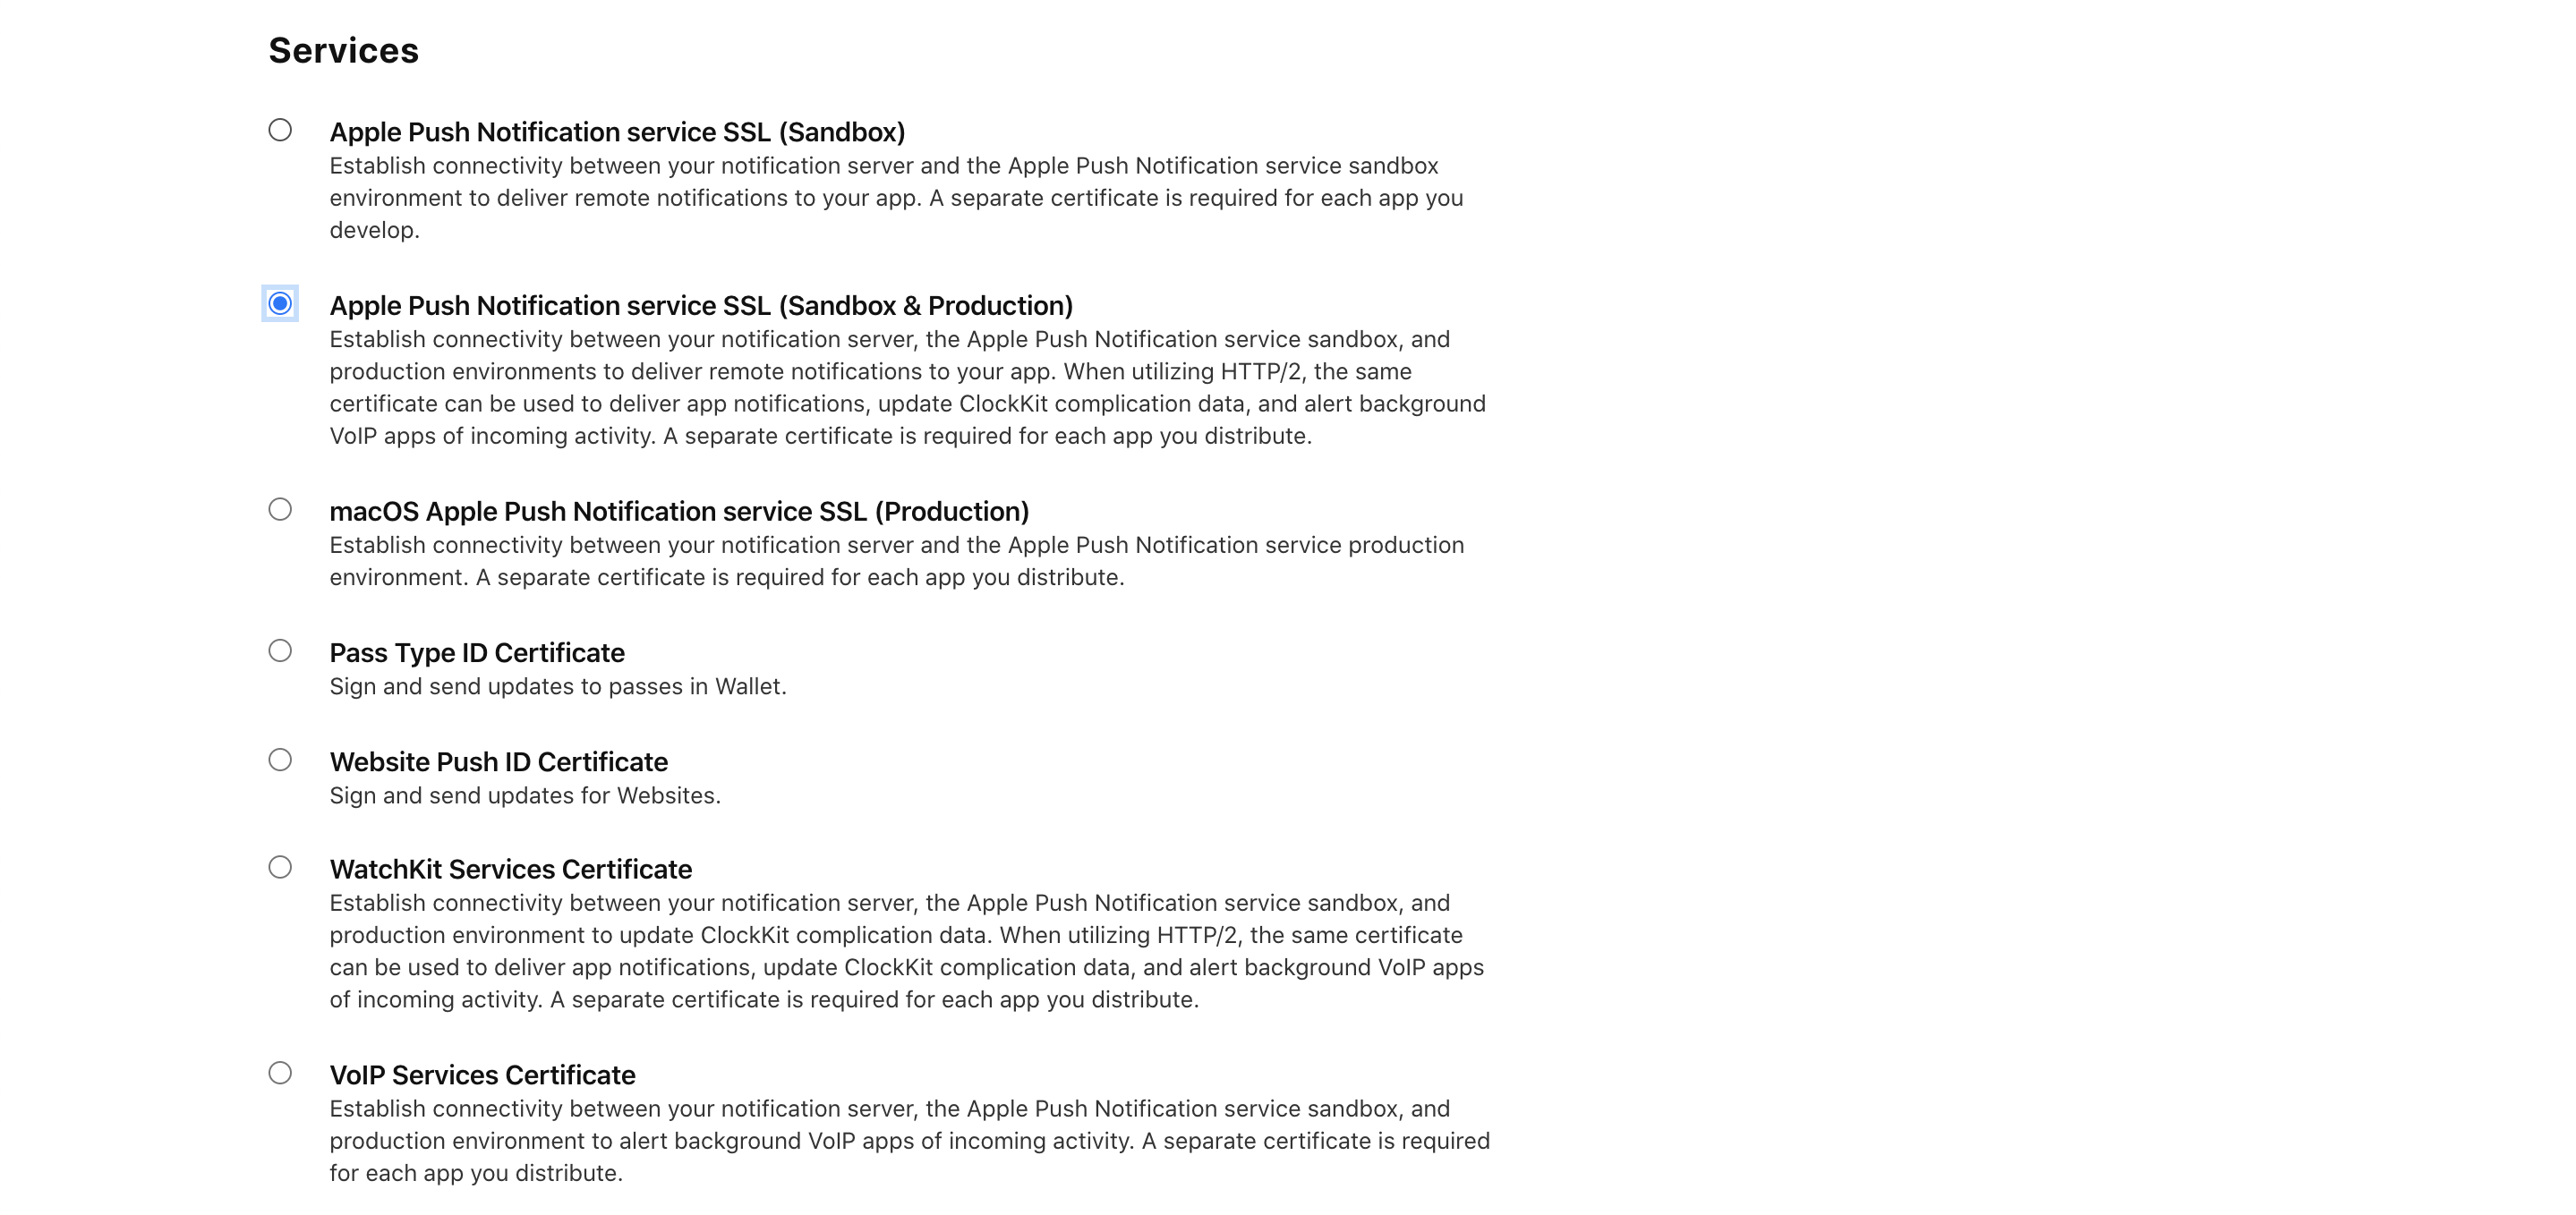 Services
Apple Push Notification service SSL (Sandbox)
Establish connectivity between your notification server and the Apple Push Notification service sandbox
environment to deliver remote notifications to your app. A separate certificate is required for each app you
develop.
Apple Push Notification service SSL (Sandbox & Production)
Establish connectivity between your notification server, the Apple Push Notification service sandbox, and
production environments to deliver remote notifications to your app. When utilizing HTTP/2, the same
certificate can be used to deliver app notifications, update ClockKit complication data, and alert background
VoIP apps of incoming activity. A separate certificate is required for each app you distribute.
macOS Apple Push Notification service SSL (Production)
Establish connectivity between your notification server and the Apple Push Notification service production
environment. A separate certificate is required for each app you distribute.
Pass Type ID Certificate
Sign and send updates to passes in Wallet.
Website Push ID Certificate
Sign and send updates for Websites.
WatchKit Services Certificate
Establish connectivity between your notification server, the Apple Push Notification service sandbox, and
production environment to update ClockKit complication data. When utilizing HTTP/2, the same certificate
can be used to deliver app notifications, update ClockKit complication data, and alert background VoIP apps
of incoming activity. A separate certificate is required for each app you distribute.
VoIP Services Certificate
Establish connectivity between your notification server, the Apple Push Notification service sandbox, and
production environment to alert background VoIP apps of incoming activity. A separate certificate is required
for each app you distribute.